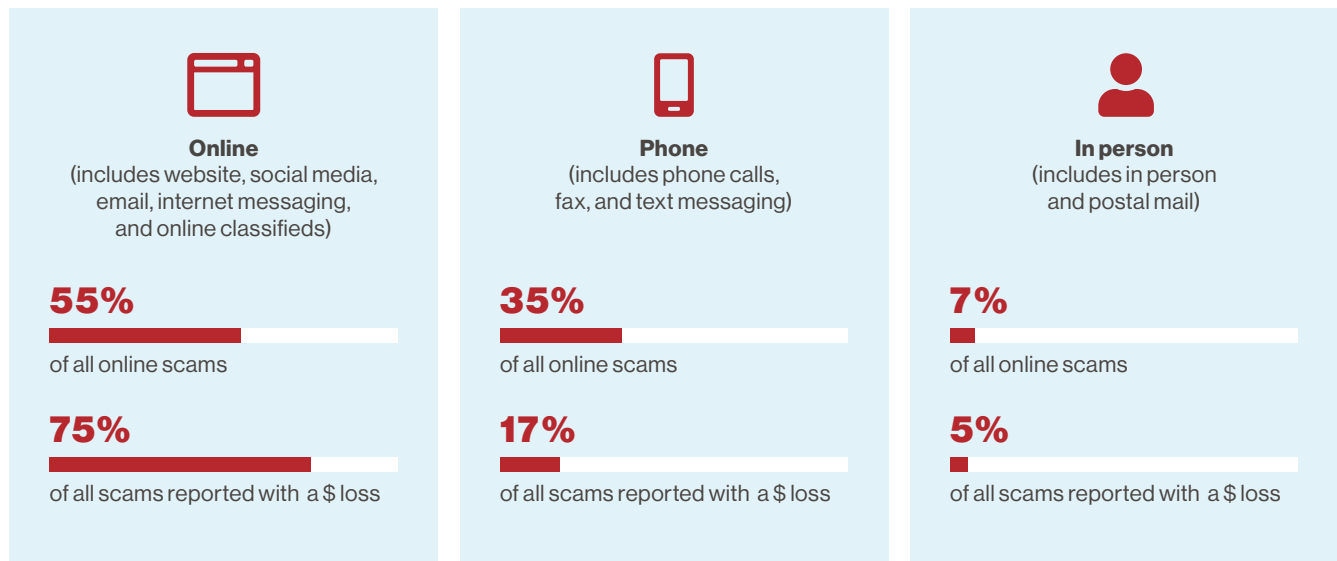 Online
(includes website, social media,
email, internet messaging,
and online classifieds)
55%
of all online scams
75%
of all scams reported with a $ loss
Phone
(includes phone calls,
fax, and text messaging)
35%
of all online scams
17%
of all scams reported with a $ loss
In person
(includes in person
and postal mail)
7%
of all online scams
5%
of all scams reported with a $ loss